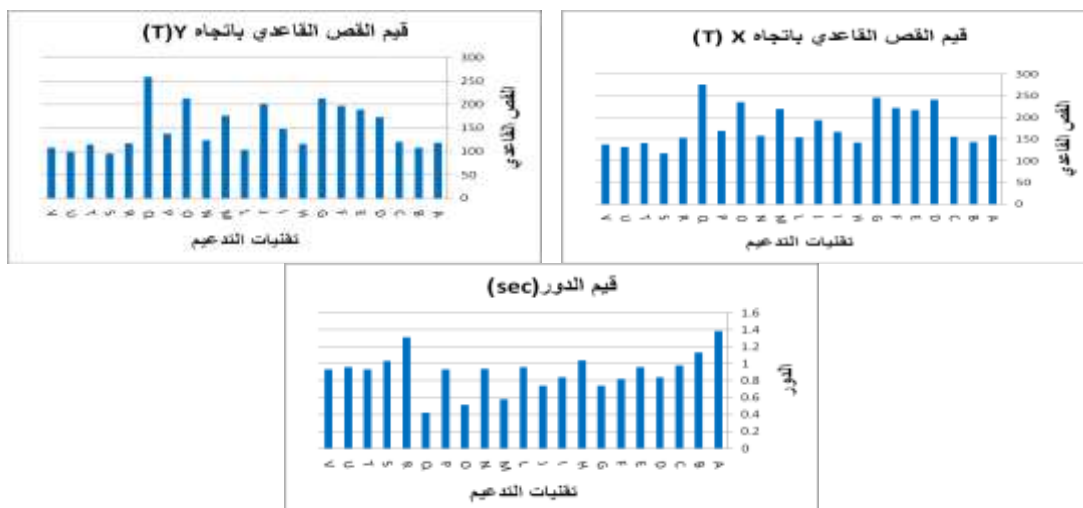 قيم القص القاعدي باتجاه X (T)
300
250
200
150
100
50
0
القص القاعدي
A B C D E F G H I J L M N O P Q R S T U V
تقنيات التدعيم
قيم القص القاعدي باتجاه Y(T)
300
250
200
150
100
50
0
القص القاعدي
A B C D E F G H I J L M N O P Q R S T U V
تقنيات التدعيم
قيم الدور(sec)
1.6
1.4
1.2
1
0.8
0.6
0.4
0.2
0
الدور
A B C D E F G H I J L M N O P Q R S T U V
تقنيات التدعيم